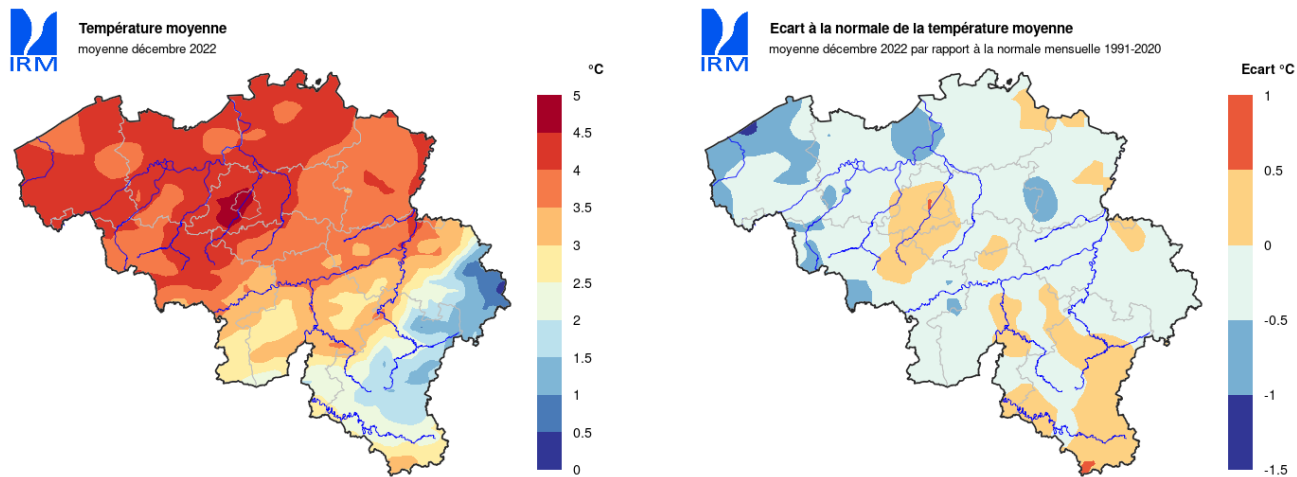 IRM
Température moyenne
moyenne décembre 2022
°C
5
4.5
4
3.5
3
2.5
2
1.5
1
0.5
0
IRM
Ecart à la normale de la température moyenne
moyenne décembre 2022 par rapport à la normale mensuelle 1991-2020
Ecart °C
1
0.5
0
-0.5
-1
-1.5